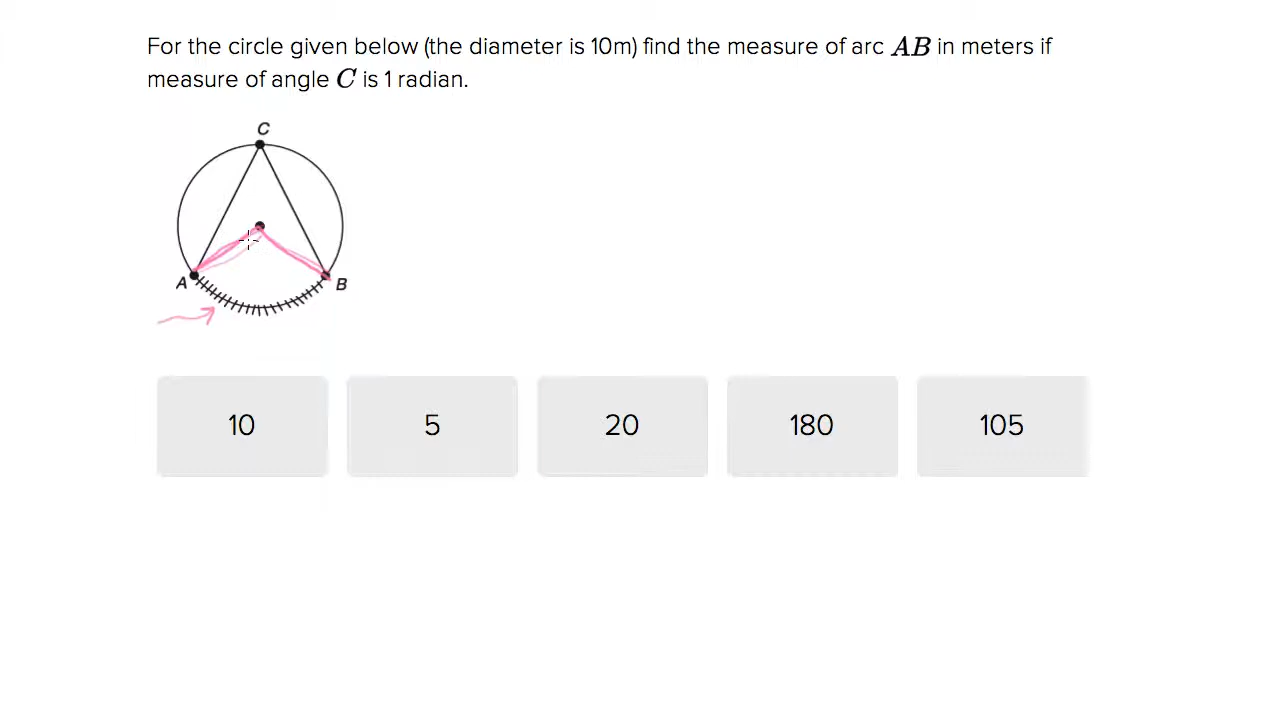 For the circle given below (the diameter is 10m) find the measure of arc AB in meters if
measure of angle C is 1 radian.
C
A
B
10
5
20
180
105